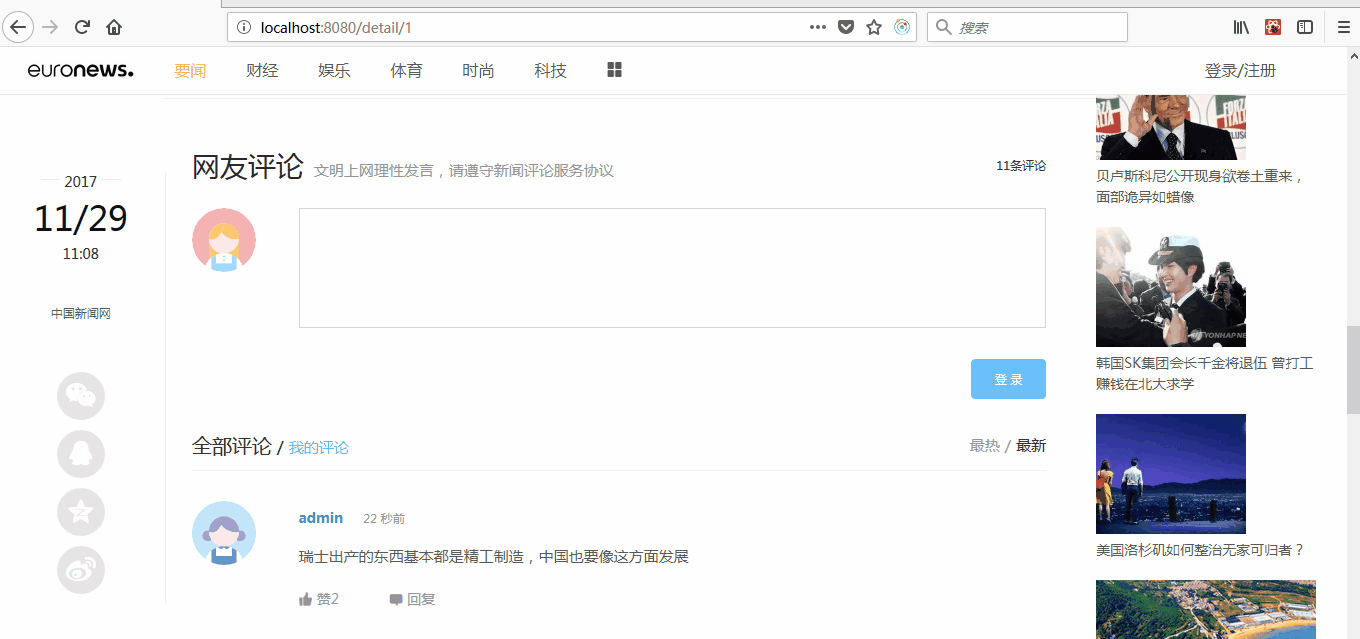 localhost:8080/detail/1
搜索
euronews.
要闻 财经 娱乐 体育 时尚 科技
登录/注册
2017
11/29
11:08
中国新闻网
网友评论 文明上网理性发言，请遵守新闻评论服务协议
11条评论
登 录
全部评论 / 我的评论
最热 / 最新
admin 22 秒前
瑞士出产的东西基本都是精工制造，中国也要像这方面发展
赞2 回复
FORZA
ITALIA
贝卢斯科尼公开现身欲卷土重来，
面部诡异如蜡像
YONHAPNE
韩国SK集团会长千金将退伍 曾打工
赚钱在北大求学
美国洛杉矶如何整治无家可归者？